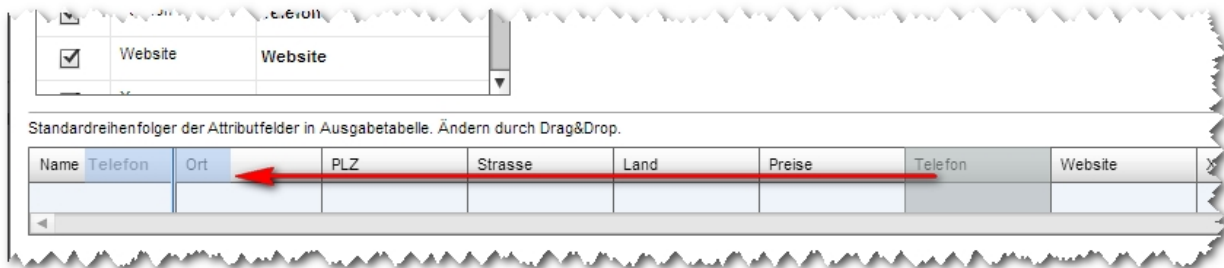 Telefon
Website Website
Standardreihenfolger der Attributfelder in Ausgabetabelle. Ändern durch Drag&Drop.
Name Telefon Ort PLZ Strasse Land Preise Telefon Website X